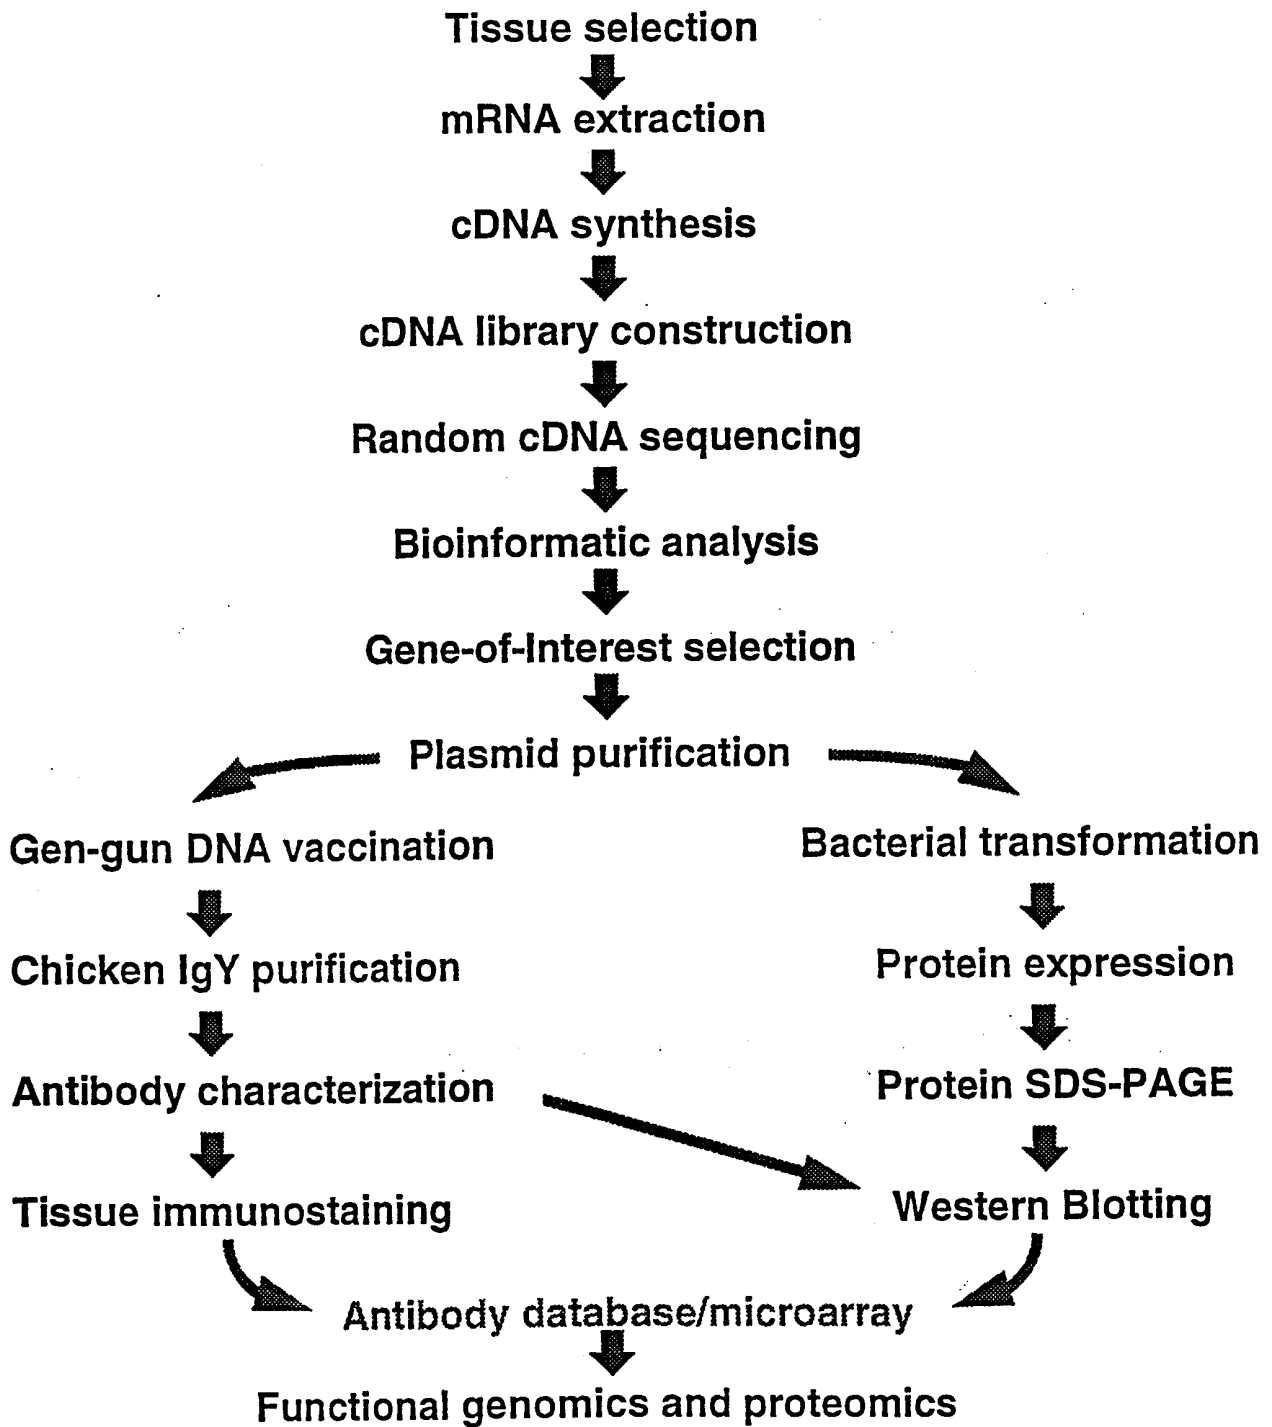 Tissue selection
mRNA extraction
cDNA synthesis
cDNA library construction
Random cDNA sequencing
Bioinformatic analysis
Gene-of-Interest selection
Plasmid purification
Gen-gun DNA vaccination
Bacterial transformation
Chicken IgY purification
Protein expression
Antibody characterization
Protein SDS-PAGE
Tissue immunostaining
Western Blotting
Antibody database/microarray
Functional genomics and proteomics